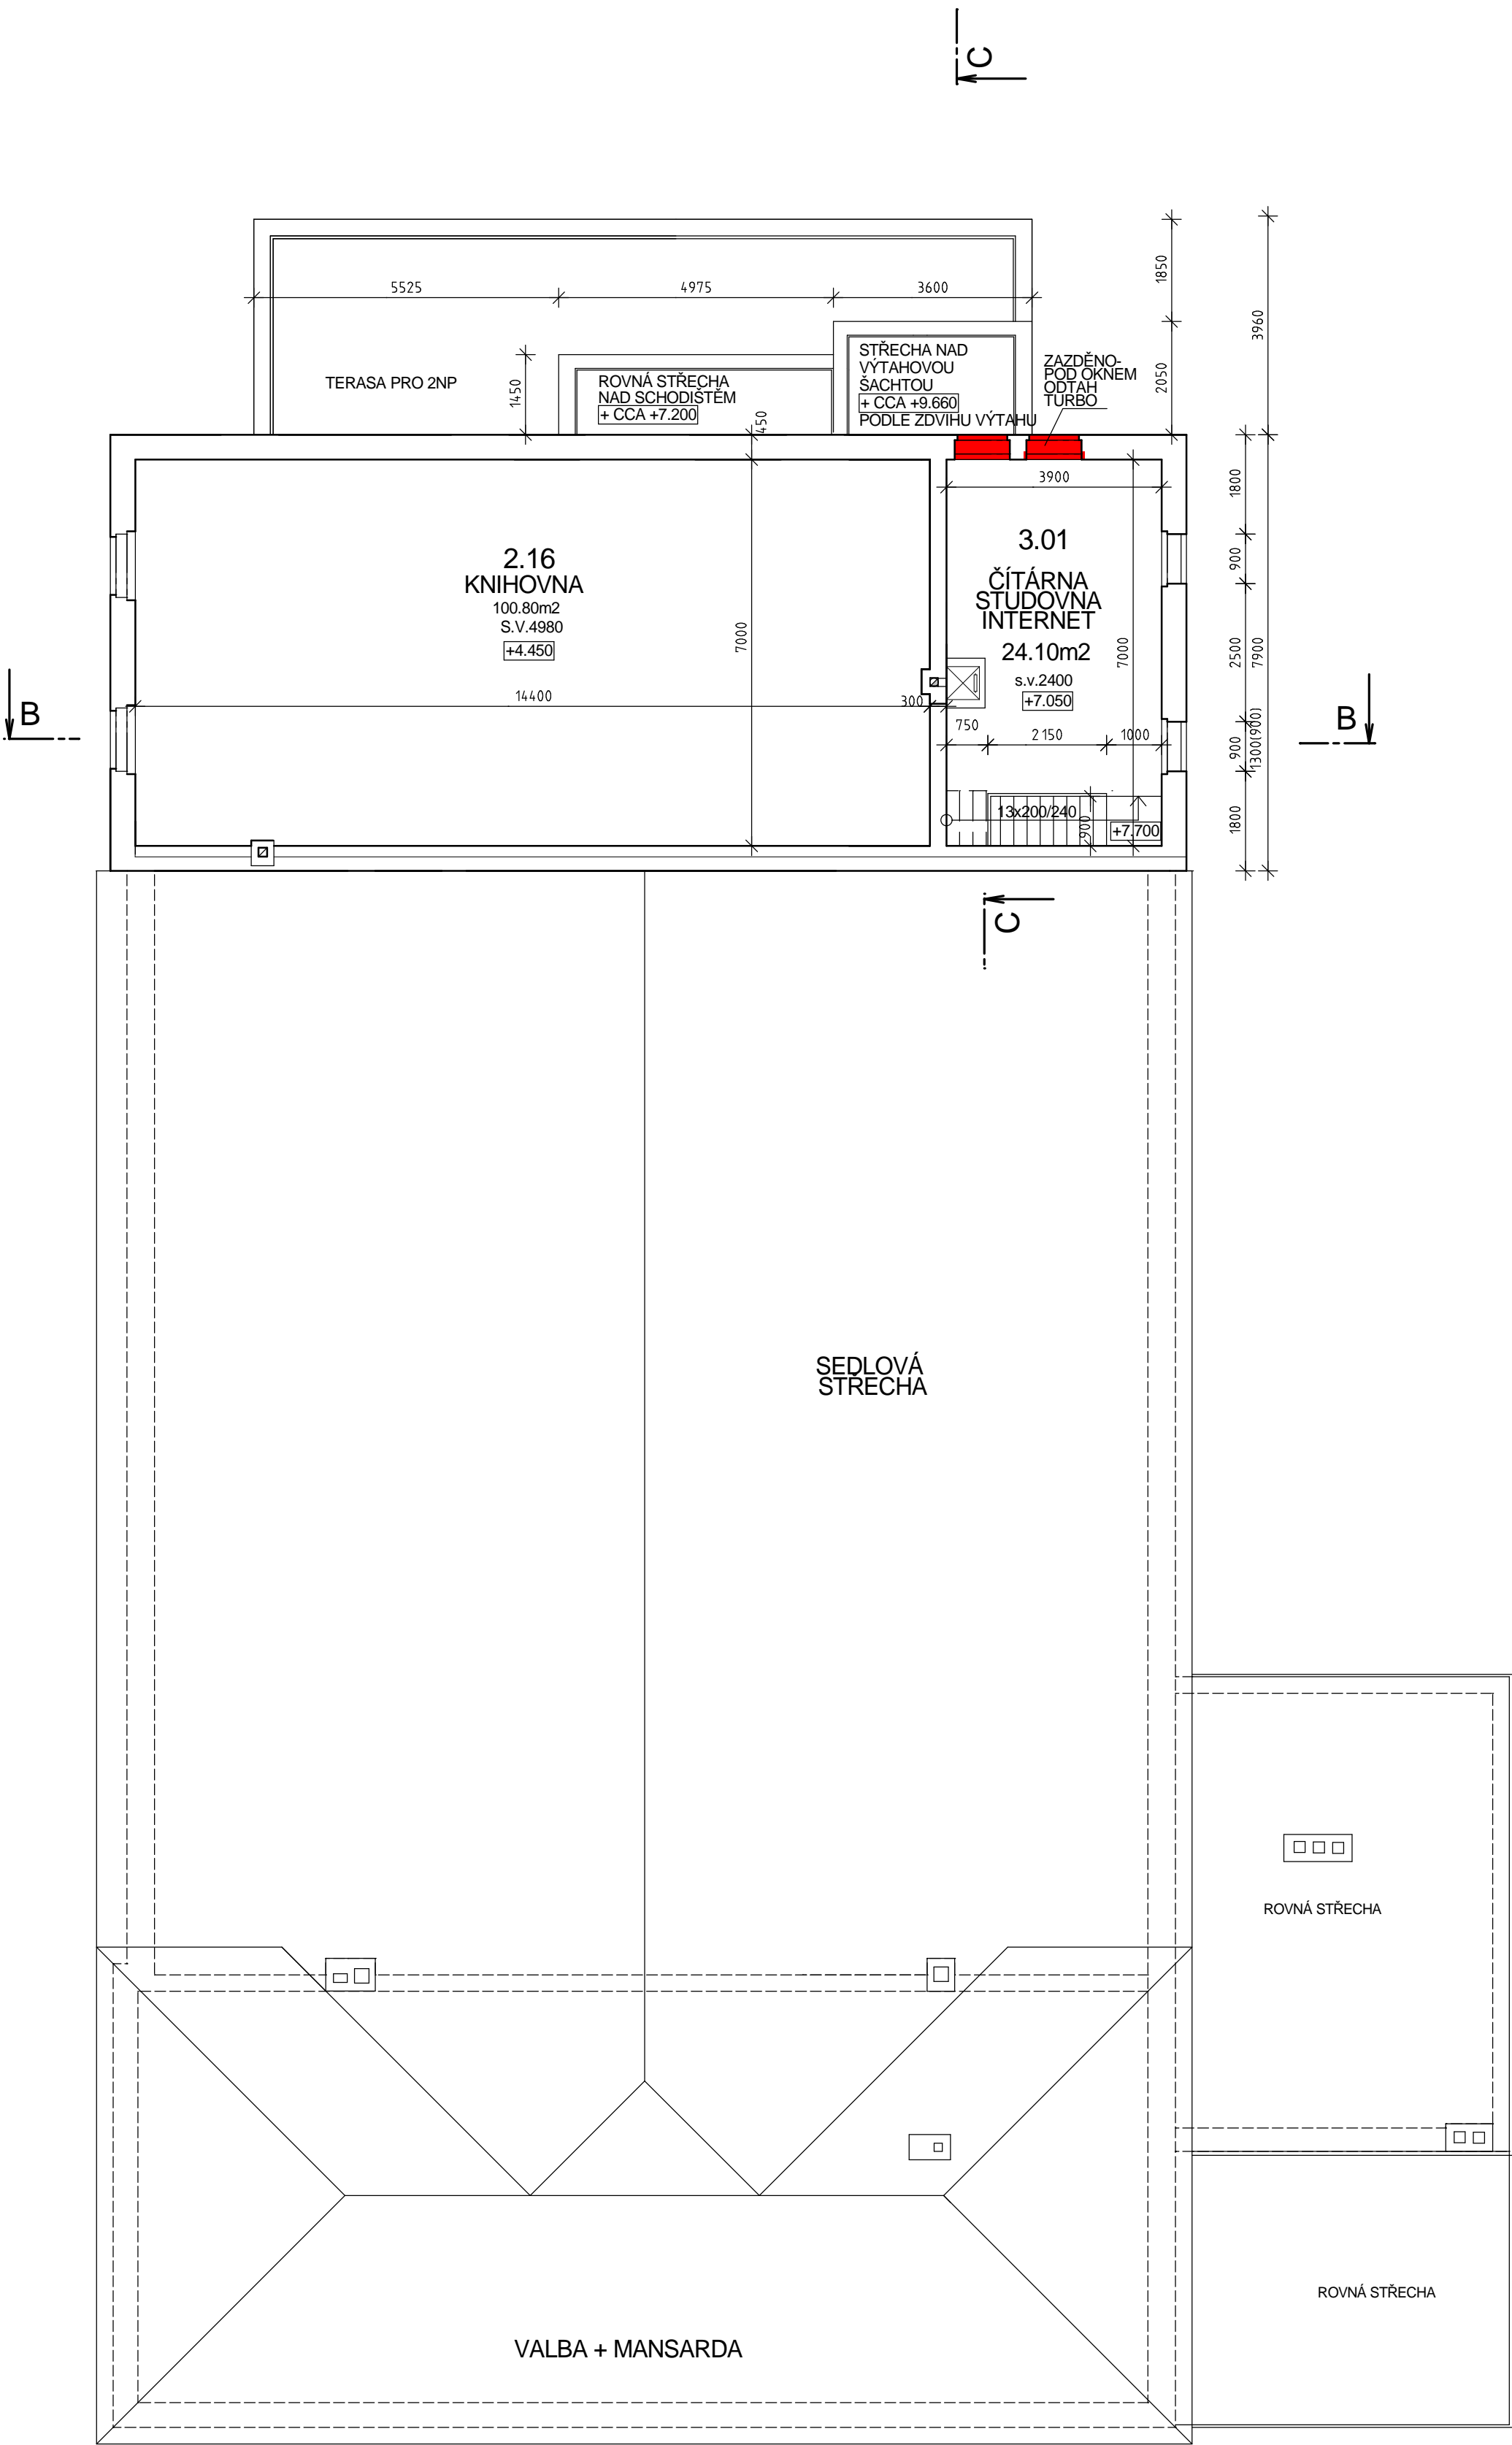 C
5525
4975
3600
1850
3960
2050
1450
450
TERASA PRO 2NP
ROVNÁ STŘECHA
NAD SCHODIŠTĚM
+ CCA +7.200
STŘECHA NAD
VÝTAHOVOU
ŠACHTOU
+ CCA +9.660
PODLE ZDVIHU VÝTAHU
ZAZDĚNO-
POD OKNEM
ODTAH
TURBO
2.16
KNIHOVNA
100.80m2
S.V.4980
+4.450
7000
14400
300
3900
3.01
ČÍTÁRNA
STUDOVNA
INTERNET
24.10m2
s.v.2400
+7.050
7000
750
2150
1000
13x200/240
900
+7.700
1800
900
2500
7900
900
1300(900)
1800
B
B
C
SEDLOVÁ
STŘECHA
ROVNÁ STŘECHA
ROVNÁ STŘECHA
VALBA + MANSARDA